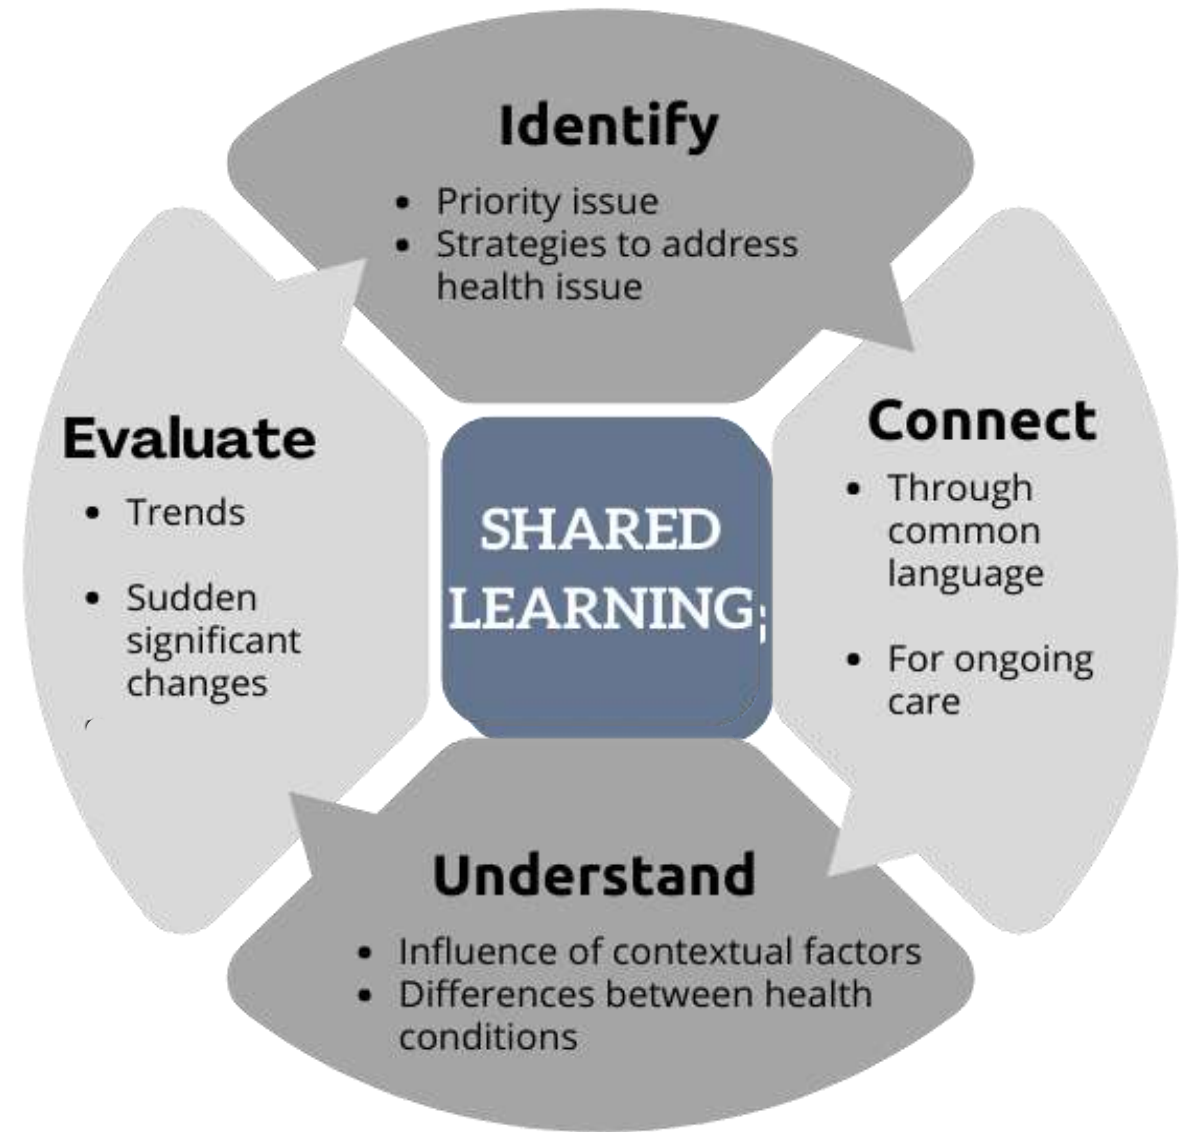 Identify
• Priority issue
• Strategies to address
health issue
Evaluate
• Trends
• Sudden
significant
changes
SHARED
LEARNING;
Connect
• Through
common
language
• For ongoing
care
Understand
• Influence of contextual factors
• Differences between health
conditions